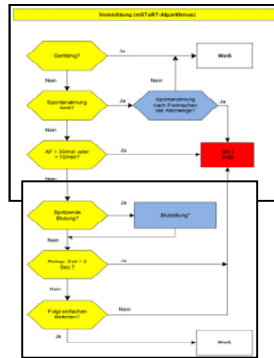 Vorsichtung (mSTaRT-Algorithmus)
Gehfähig?
Ja
Weiß
Nein
Nein
Spontanatmung
Ja
Spontanatmung
nach Freimachen
der Atemwege?
Ja
Nein
AF > 30/min oder
< 10/min?
Ja
Nein
Spritzende
Blutung?
Ja
Blutstillung*
Nein
Ja
Nein
Folgt einfachen
Befehlen?
Nein
Ja
Weiß